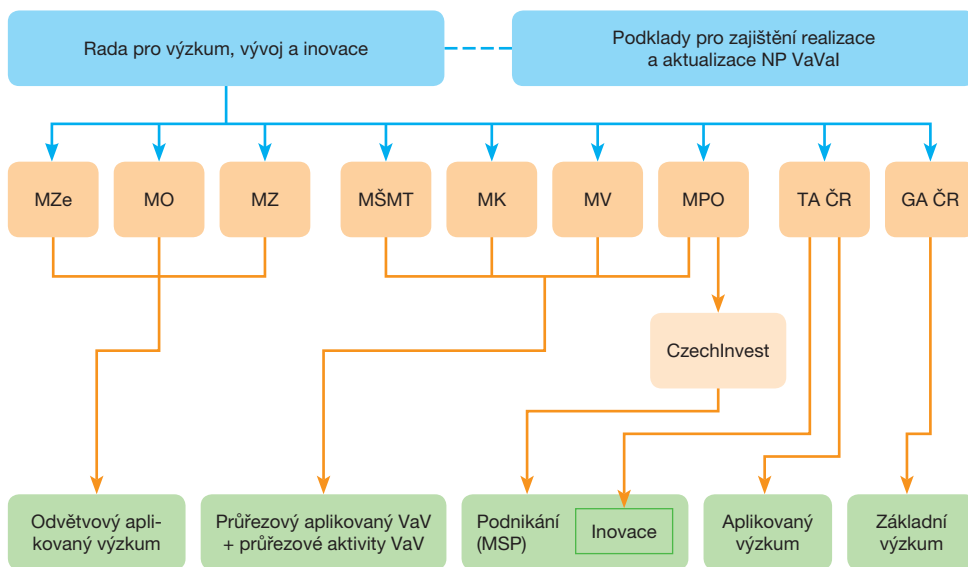 Rada pro výzkum, vývoj a inovace
Podklady pro zajištění realizace
a aktualizace NP VaVaI
MZe
MO
MZ
MŠMT
MK
MV
MPO
TA ČR
GA ČR
CzechInvest
Odvětvový apli-
kovaný výzkum
Průřezový aplikovaný VaV
+ průřezové aktivity VaV
Podnikání
(MSP)
Inovace
Aplikovaný
výzkum
Základní
výzkum